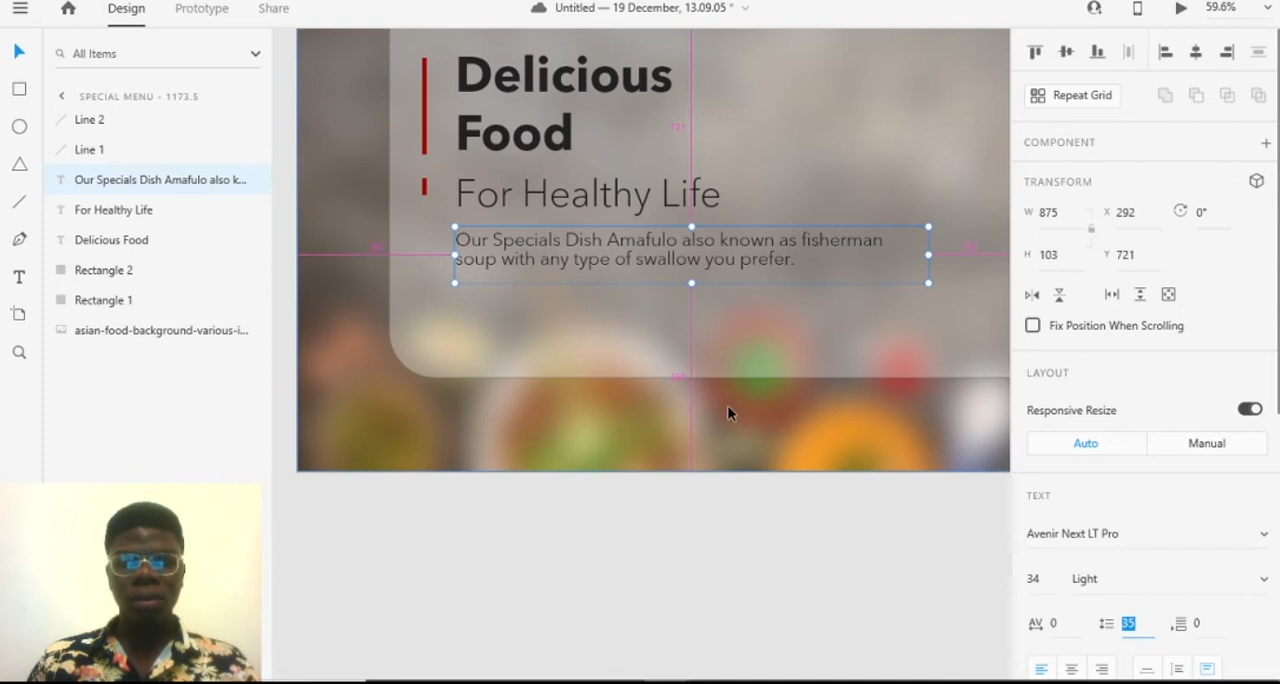 Design Prototype Share
Untitled — 19 December, 13.09.05 *
59.6%
All Items
SPECIAL MENU - 1173.5
Line 2
Line 1
T Our Specials Dish Amafulo also k...
T For Healthy Life
T Delicious Food
Rectangle 2
Rectangle 1
asian-food-background-various-i...
T
Delicious
Food
For Healthy Life
Our Specials Dish Amafulo also known as fisherman
soup with any type of swallow you prefer.
721
Repeat Grid
COMPONENT +
TRANSFORM
W 875 X 292 0°
H 103 Y 721
Fix Position When Scrolling
LAYOUT
Responsive Resize
Auto Manual
TEXT
Avenir Next LT Pro
34 Light
AV 0 35 0